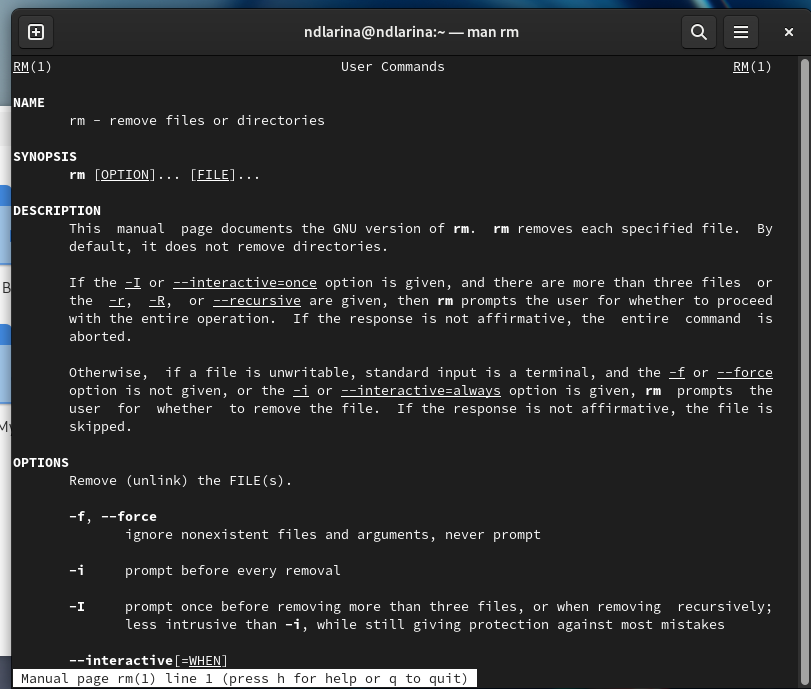 ndlarina@ndlarina:~ — man rm
RM(1) User Commands RM(1)
NAME
rm - remove files or directories
SYNOPSIS
rm [OPTION]... [FILE]...
DESCRIPTION
This manual page documents the GNU version of rm. rm removes each specified file. By
default, it does not remove directories.
If the -I or --interactive=once option is given, and there are more than three files or
the -r, -R, or --recursive are given, then rm prompts the user for whether to proceed
with the entire operation. If the response is not affirmative, the entire command is
aborted.
Otherwise, if a file is unwritable, standard input is a terminal, and the -f or --force
option is not given, or the -i or --interactive=always option is given, rm prompts the
user for whether to remove the file. If the response is not affirmative, the file is
skipped.
OPTIONS
Remove (unlink) the FILE(s).
-f, --force
ignore nonexistent files and arguments, never prompt
-i prompt before every removal
-I prompt once before removing more than three files, or when removing recursively;
less intrusive than -i, while still giving protection against most mistakes
--interactive[=WHEN]
Manual page rm(1) line 1 (press h for help or q to quit)